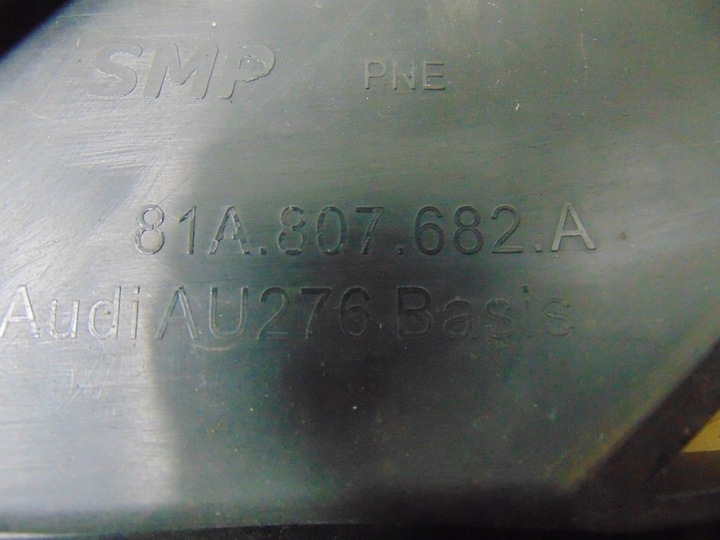 SMP PNE
81A.807.682.A
Audi AU276 Basis